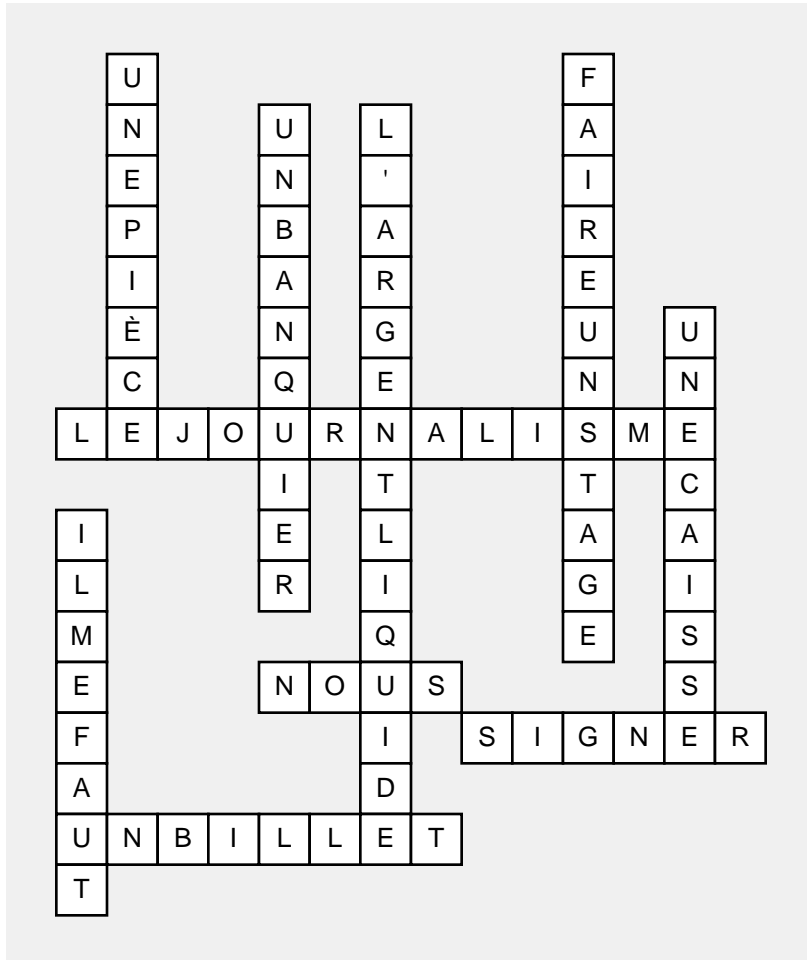 UNEPIÈCE
FAIREUNSTAGE
UNBANQUIER
L'ARGENTLIQUIDE
UNECAISSE
LEJOURNALISME
ILMEFAUT
NOUS
SIGNER
UNBILLET